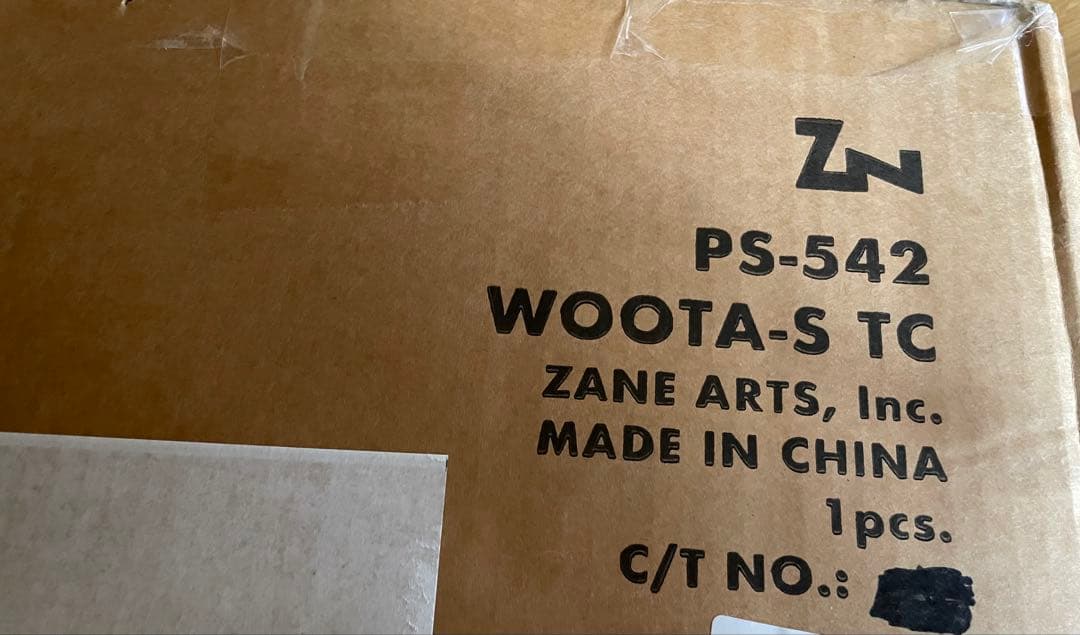 ZN
PS-542
WOOTA-S TC
ZANE ARTS, Inc.
MADE IN CHINA
1pcs.
C/T NO.: